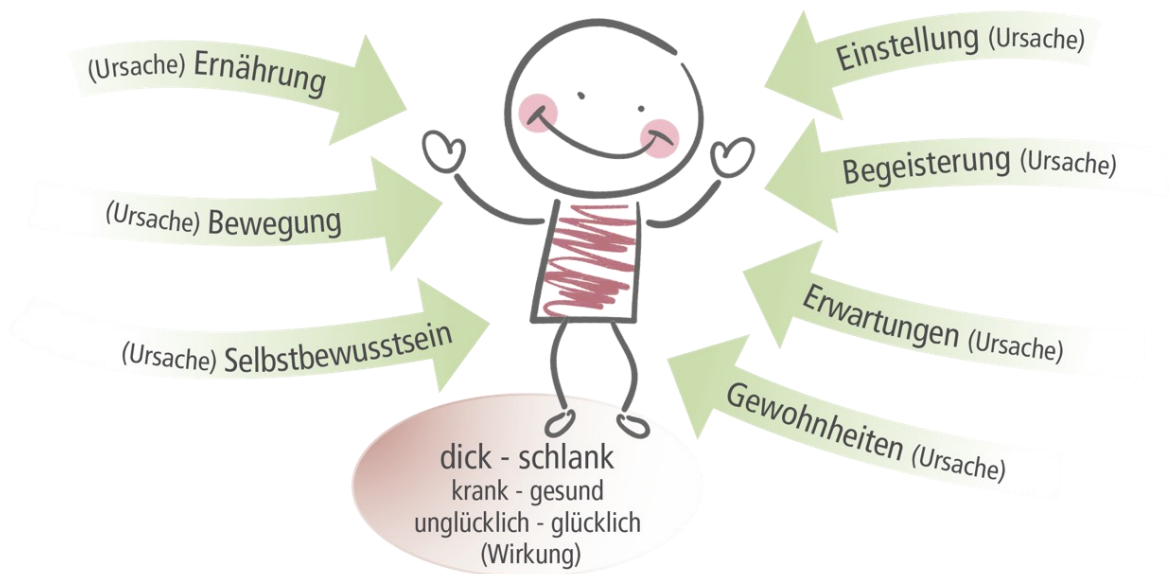 (Ursache) Ernährung
(Ursache) Bewegung
(Ursache) Selbstbewusstsein
Einstellung (Ursache)
Begeisterung (Ursache)
Erwartungen (Ursache)
Gewohnheiten (Ursache)
dick - schlank
krank - gesund
unglücklich - glücklich
(Wirkung)